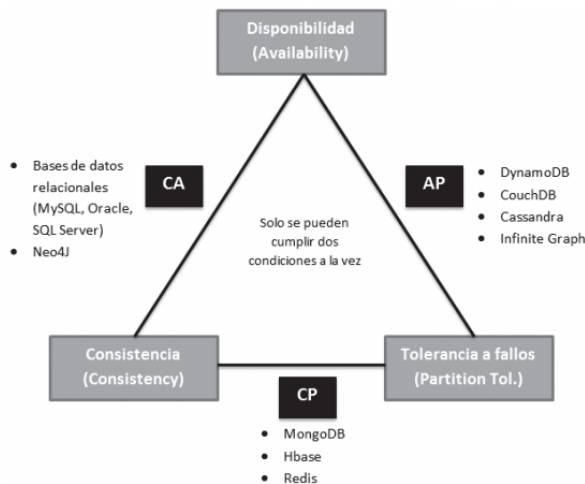 Disponibilidad
(Availability)
• Bases de datos
relacionales
(MySQL, Oracle,
SQL Server)
• Neo4J
CA
AP
• DynamoDB
• CouchDB
• Cassandra
• Infinite Graph
Solo se pueden
cumplir dos
condiciones a la vez
Consistencia
(Consistency)
Tolerancia a fallos
(Partition Tol.)
CP
• MongoDB
• Hbase
• Redis